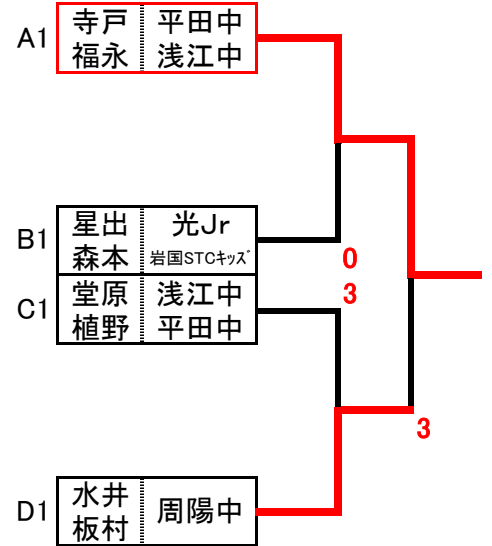 A1 寺戸 平田中
福永 浅江中
B1 星出 光Jr
森本 岩国STCキッズ
0
3
C1 堂原 浅江中
植野 平田中
3
D1 水井 周陽中
板村